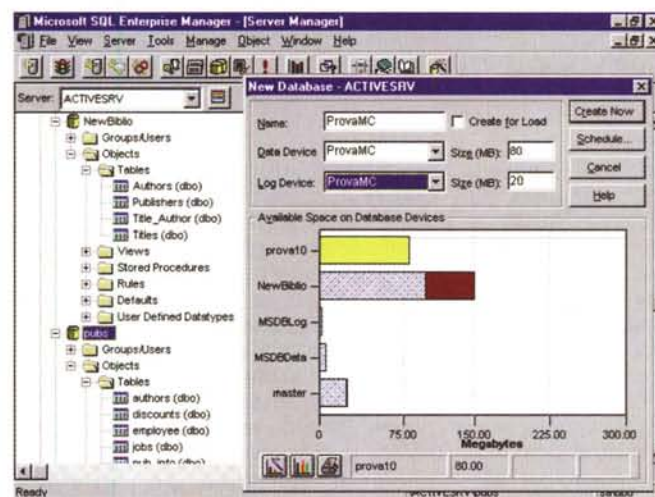 Microsoft SQL Enterprise Manager - [Server Manager]
File View Server Tools Manage Object Window Help
Server: ACTIVESRV
NewBiblio
Groups/Users
Objects
Tables
Authors (dbo)
Publishers (dbo)
Title_Author (dbo)
Titles (dbo)
Views
Stored Procedures
Rules
Defaults
User Defined Datatypes
pubs
Groups/Users
Objects
Tables
authors (dbo)
discounts (dbo)
employee (dbo)
jobs (dbo)
pub_info (dbo)
Ready
New Database - ACTIVESRV
Name: ProvaMC Create for Load
Data Device ProvaMC Size (MB): 80
Log Device: ProvaMC Size (MB): 20
Create Now
Schedule...
Cancel
Help
Available Space on Database Devices
prova10
NewBiblio
MSDBLog
MSDBData
master
0 75.00 150.00 225.00 300.00
Megabytes
prova10 80.00